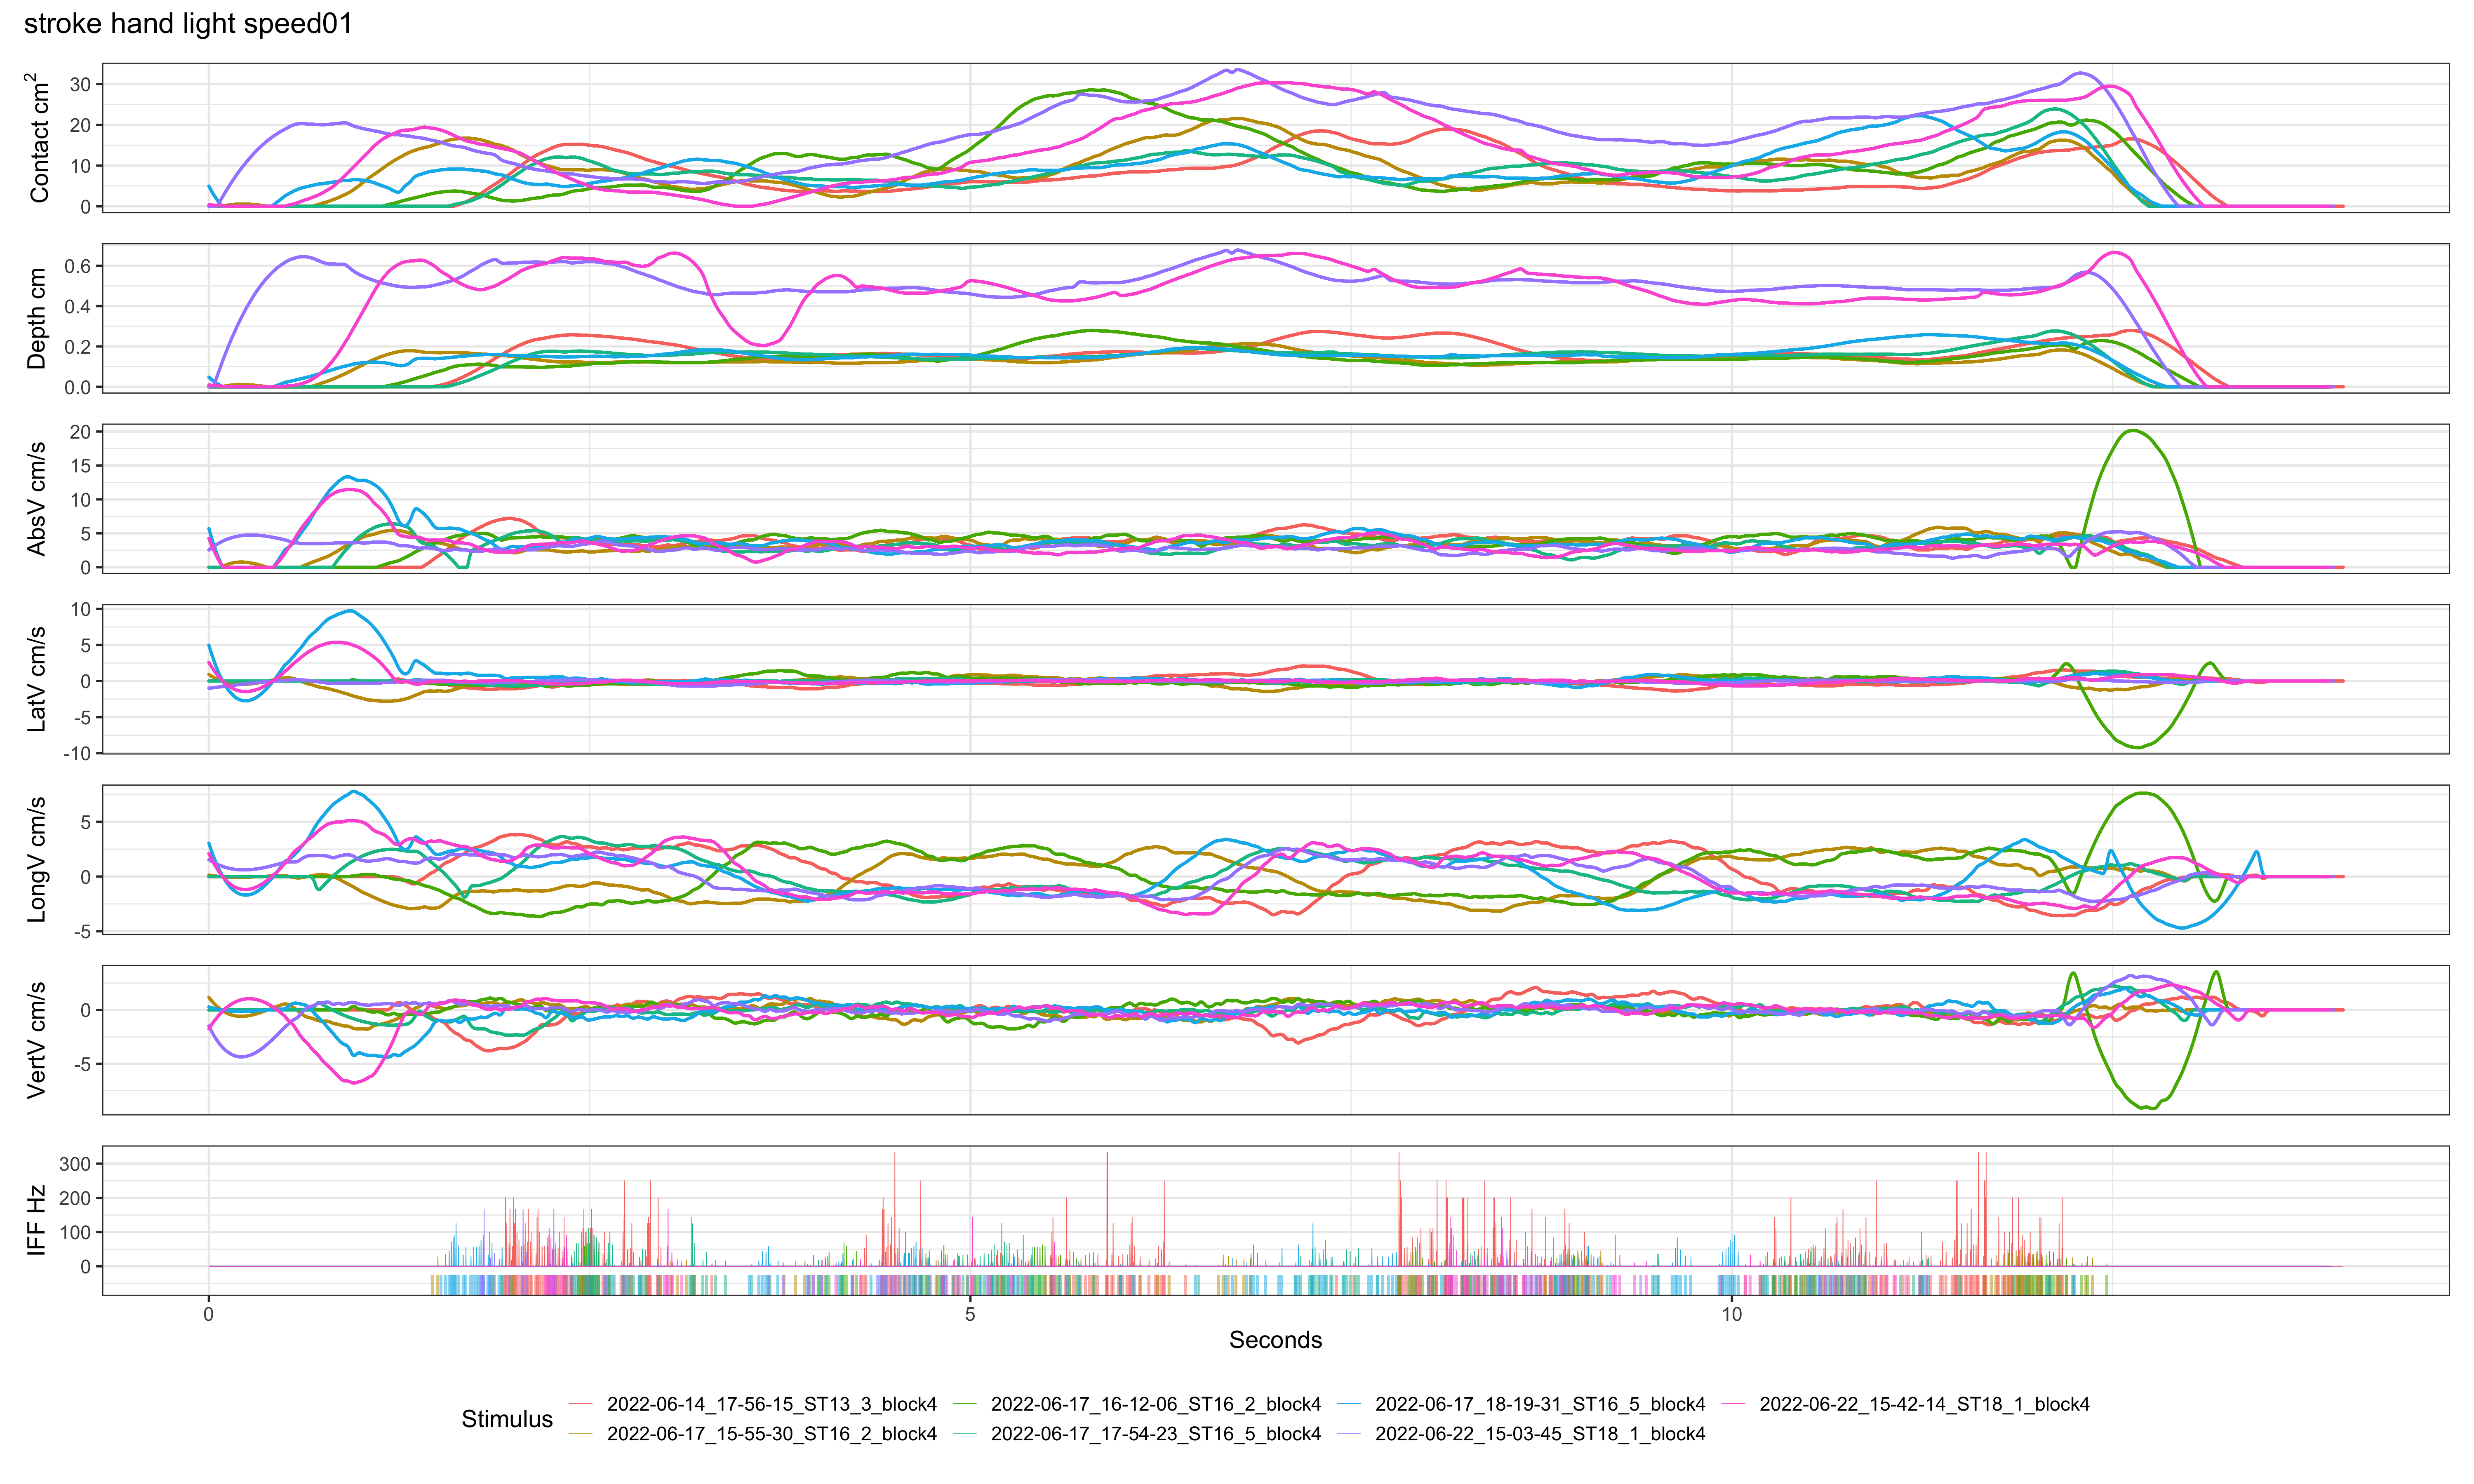 stroke hand light speed01
Contact cm²
30
20
10
0
Depth cm
0.6
0.4
0.2
0.0
AbsV cm/s
20
15
10
5
0
LatV cm/s
10
5
0
-5
-10
LongV cm/s
5
0
-5
VertV cm/s
0
-5
IFF Hz
300
200
100
0
0 5 10
Seconds
Stimulus
2022-06-14_17-56-15_ST13_3_block4 2022-06-17_16-12-06_ST16_2_block4 2022-06-17_18-19-31_ST16_5_block4 2022-06-22_15-42-14_ST18_1_block4
2022-06-17_15-55-30_ST16_2_block4 2022-06-17_17-54-23_ST16_5_block4 2022-06-22_15-03-45_ST18_1_block4